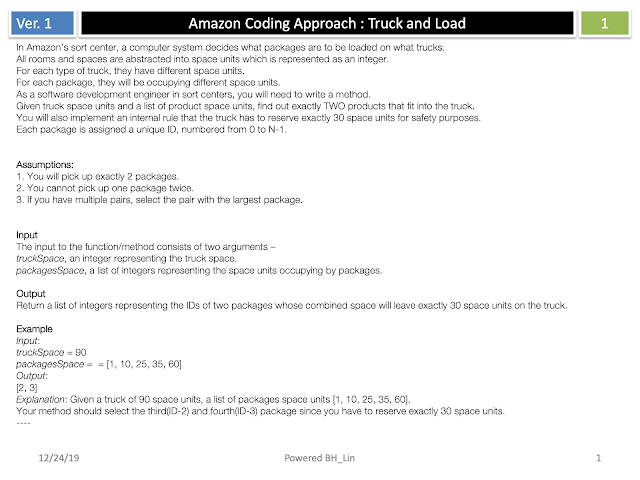 Ver. 1
Amazon Coding Approach : Truck and Load
1
In Amazon's sort center, a computer system decides what packages are to be loaded on what trucks.
All rooms and spaces are abstracted into space units which is represented as an integer.
For each type of truck, they have different space units.
For each package, they will be occupying different space units.
As a software development engineer in sort centers, you will need to write a method.
Given truck space units and a list of product space units, find out exactly TWO products that fit into the truck.
You will also implement an internal rule that the truck has to reserve exactly 30 space units for safety purposes.
Each package is assigned a unique ID, numbered from 0 to N-1.
Assumptions:
1. You will pick up exactly 2 packages.
2. You cannot pick up one package twice.
3. If you have multiple pairs, select the pair with the largest package.
Input
The input to the function/method consists of two arguments –
truckSpace, an integer representing the truck space.
packagesSpace, a list of integers representing the space units occupying by packages.
Output
Return a list of integers representing the IDs of two packages whose combined space will leave exactly 30 space units on the truck.
Example
Input:
truckSpace = 90
packagesSpace = = [1, 10, 25, 35, 60]
Output:
[2, 3]
Explanation: Given a truck of 90 space units, a list of packages space units [1, 10, 25, 35, 60],
Your method should select the third(ID-2) and fourth(ID-3) package since you have to reserve exactly 30 space units.
----
12/24/19
Powered BH_Lin
1